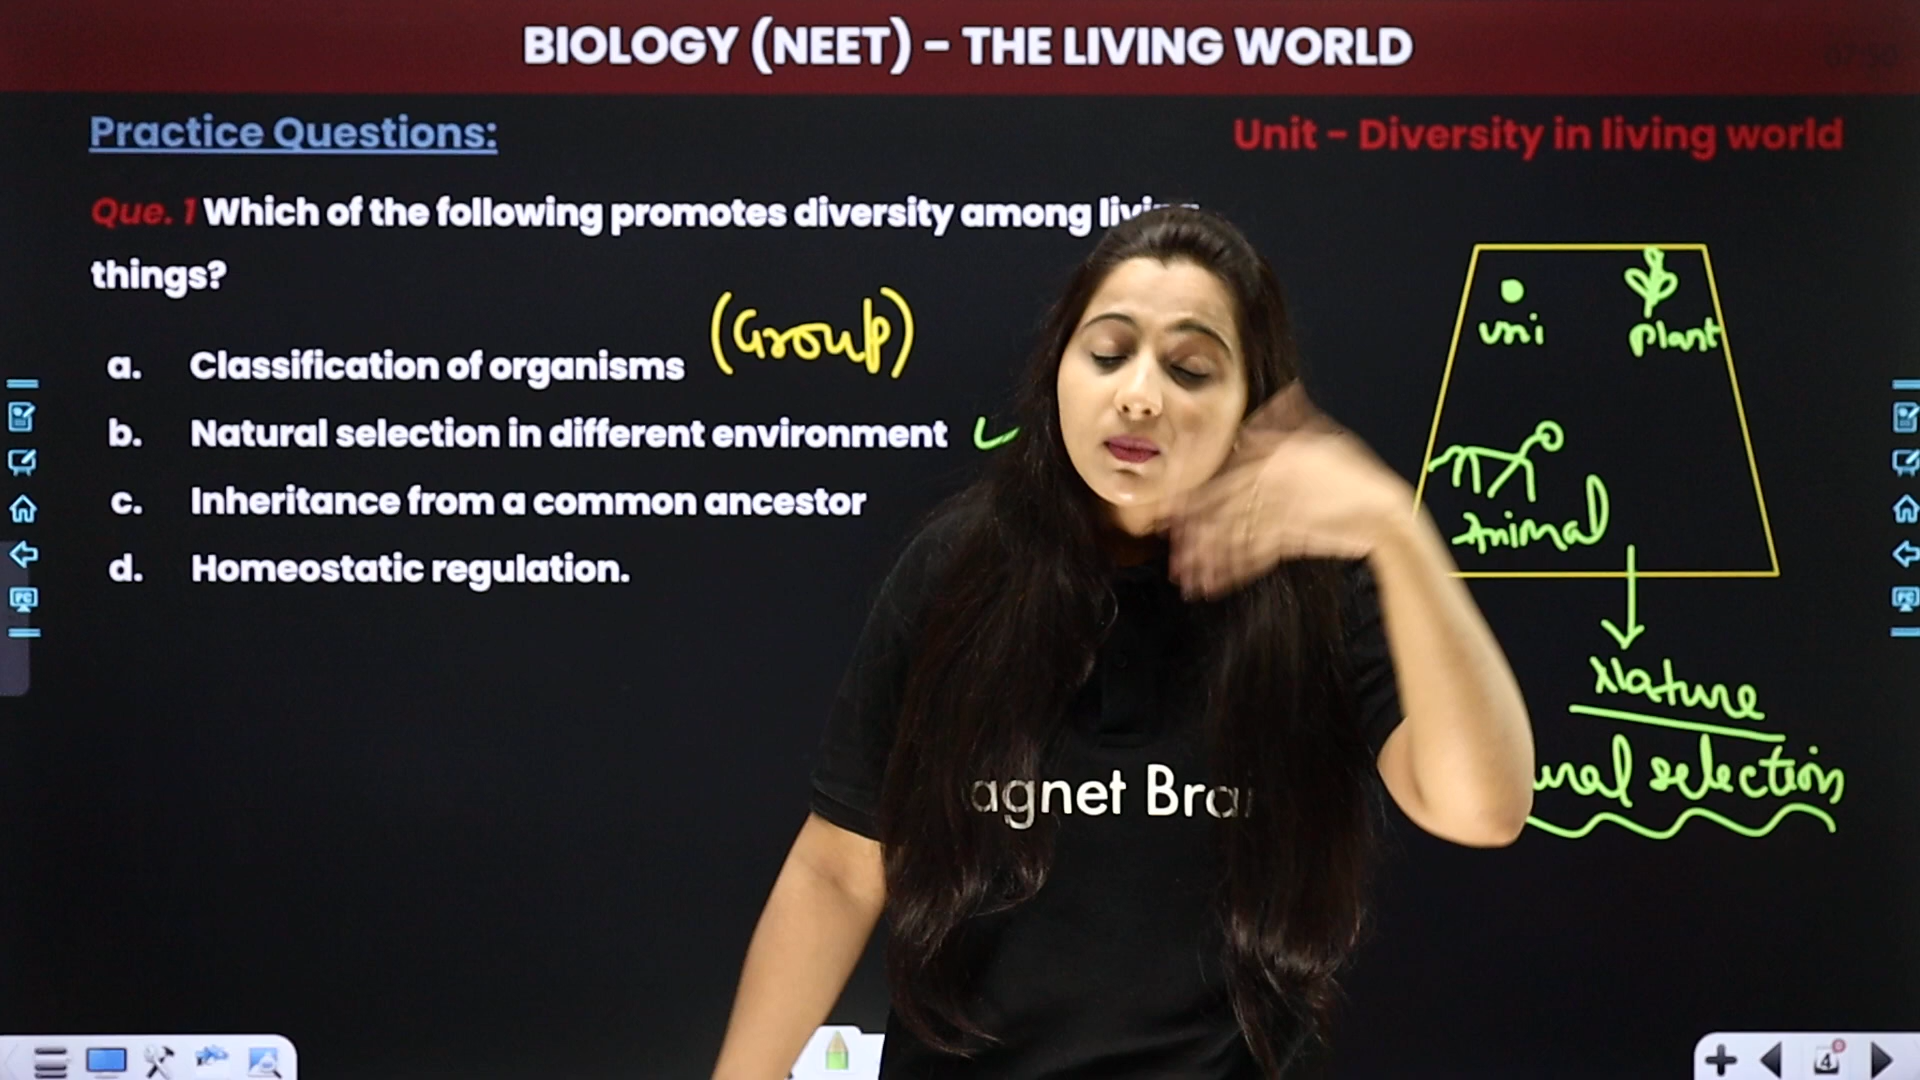 BIOLOGY (NEET) - THE LIVING WORLD
Practice Questions:
Unit - Diversity in living world
Que. 1 Which of the following promotes diversity among living
things?
a. Classification of organisms (Group)
b. Natural selection in different environment
c. Inheritance from a common ancestor
d. Homeostatic regulation.
uni
plant
Animal
Nature
selection
agnet Bra
4